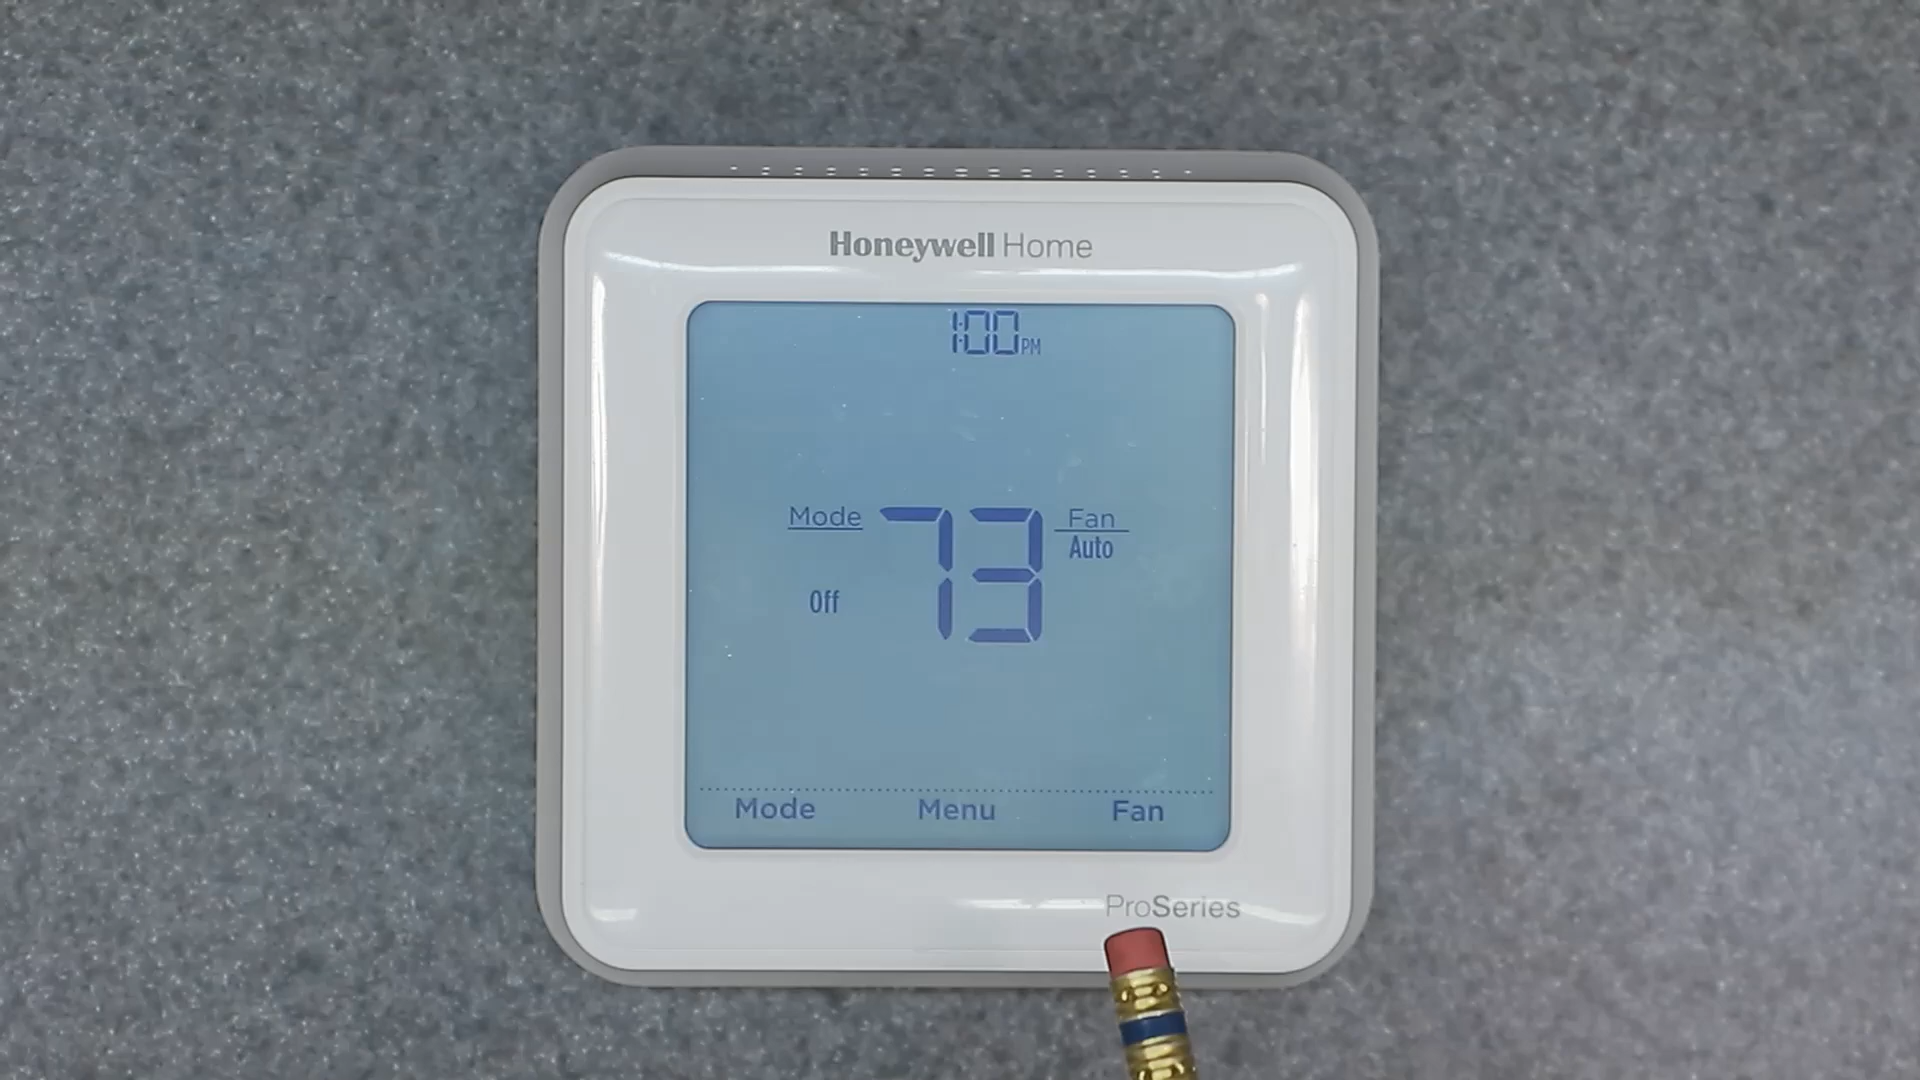 Honeywell Home
1:00 PM
Mode
73
Fan
Auto
Off
Mode Menu Fan
ProSeries